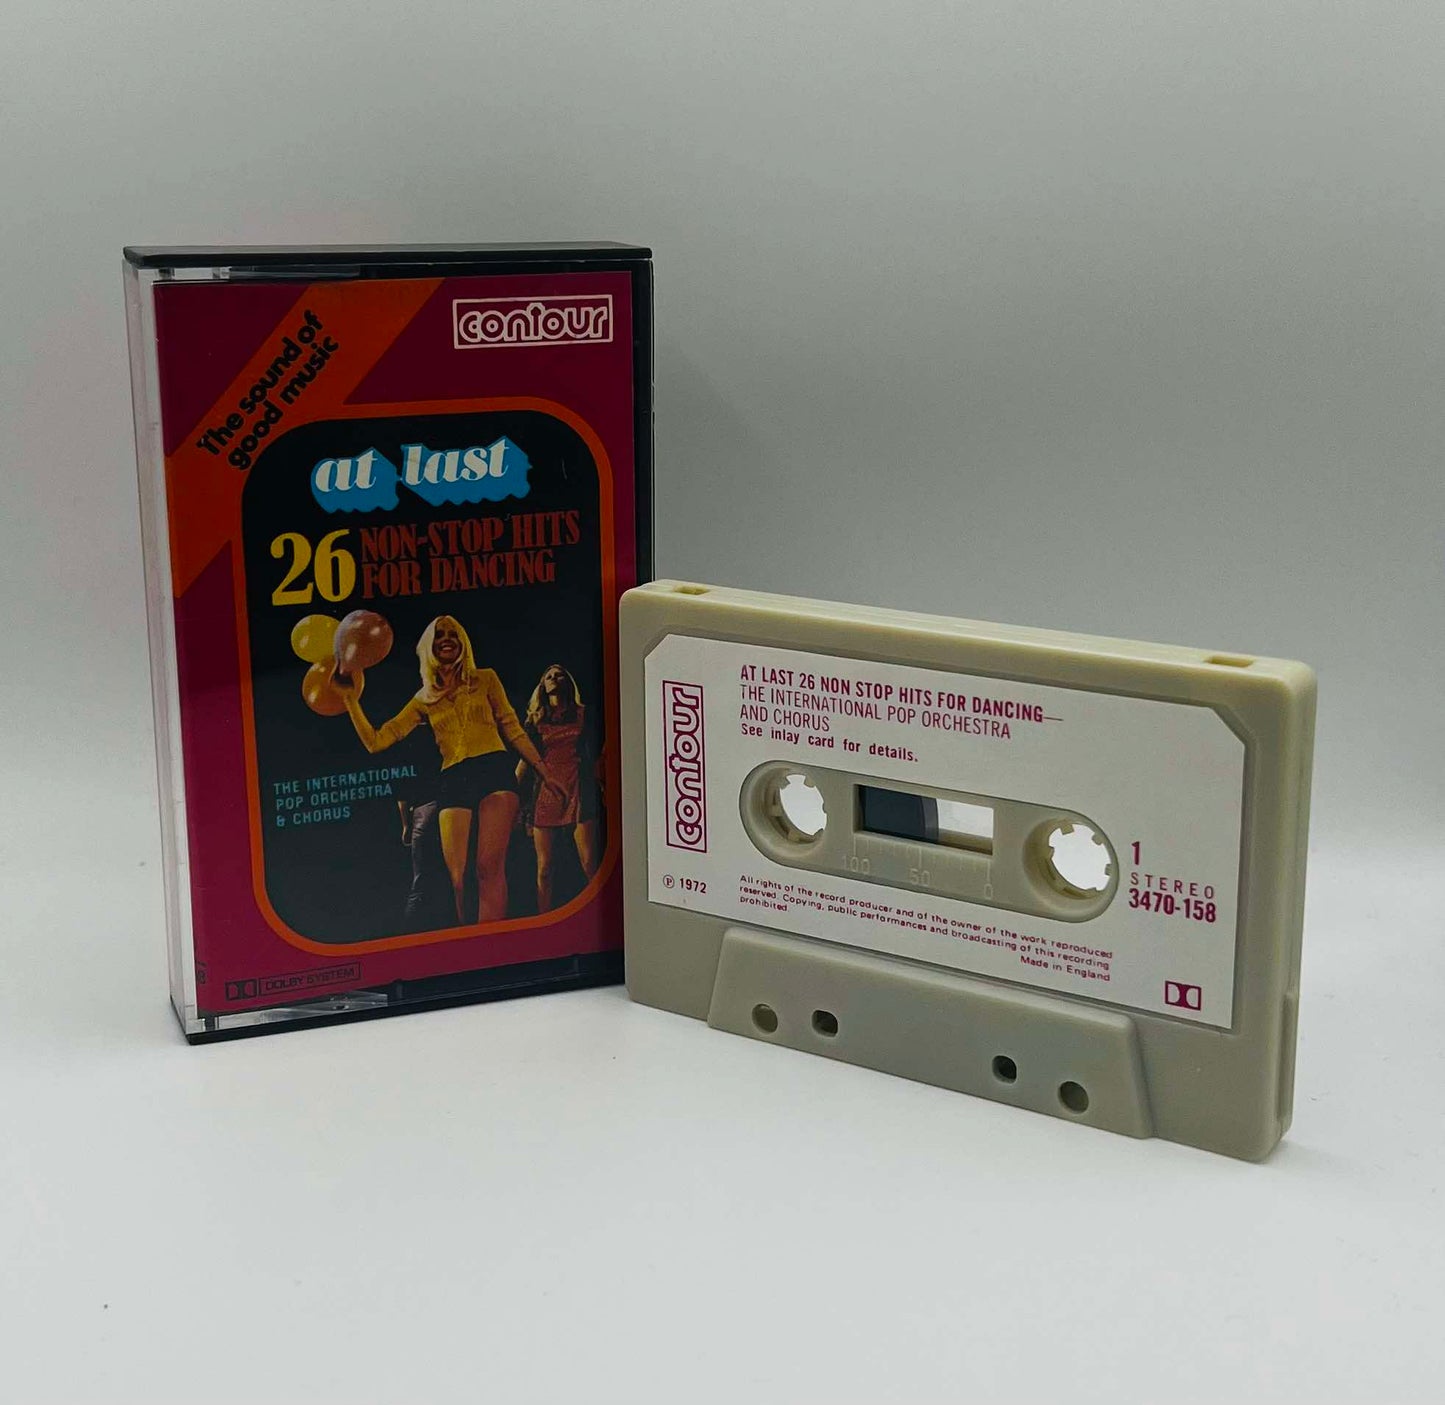 The sound of
good music
contour
at last
26 NON-STOP HITS
FOR DANCING
THE INTERNATIONAL
POP ORCHESTRA
& CHORUS
DOLBY SYSTEM
contour
AT LAST 26 NON STOP HITS FOR DANCING—
THE INTERNATIONAL POP ORCHESTRA
AND CHORUS
See inlay card for details.
100 50 0
1
STEREO
3470-158
℗ 1972
All rights of the record producer and of the owner of the work reproduced
reserved. Copying, public performances and broadcasting of this recording
prohibited
Made in England